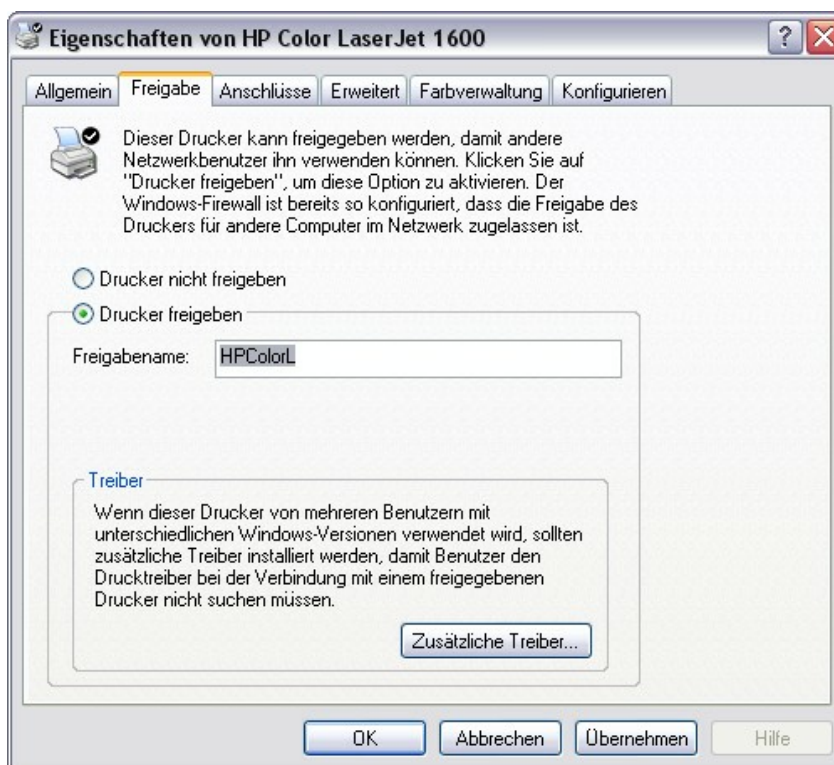 Eigenschaften von HP Color LaserJet 1600
Allgemein Freigabe Anschlüsse Erweitert Farbverwaltung Konfigurieren
Dieser Drucker kann freigegeben werden, damit andere
Netzwerkbenutzer ihn verwenden können. Klicken Sie auf
"Drucker freigeben", um diese Option zu aktivieren. Der
Windows-Firewall ist bereits so konfiguriert, dass die Freigabe des
Druckers für andere Computer im Netzwerk zugelassen ist.
Drucker nicht freigeben
Drucker freigeben
Freigabename: HPColorL
Treiber
Wenn dieser Drucker von mehreren Benutzern mit
unterschiedlichen Windows-Versionen verwendet wird, sollten
zusätzliche Treiber installiert werden, damit Benutzer den
Drucktreiber bei der Verbindung mit einem freigegebenen
Drucker nicht suchen müssen.
Zusätzliche Treiber...
OK Abbrechen Übernehmen Hilfe